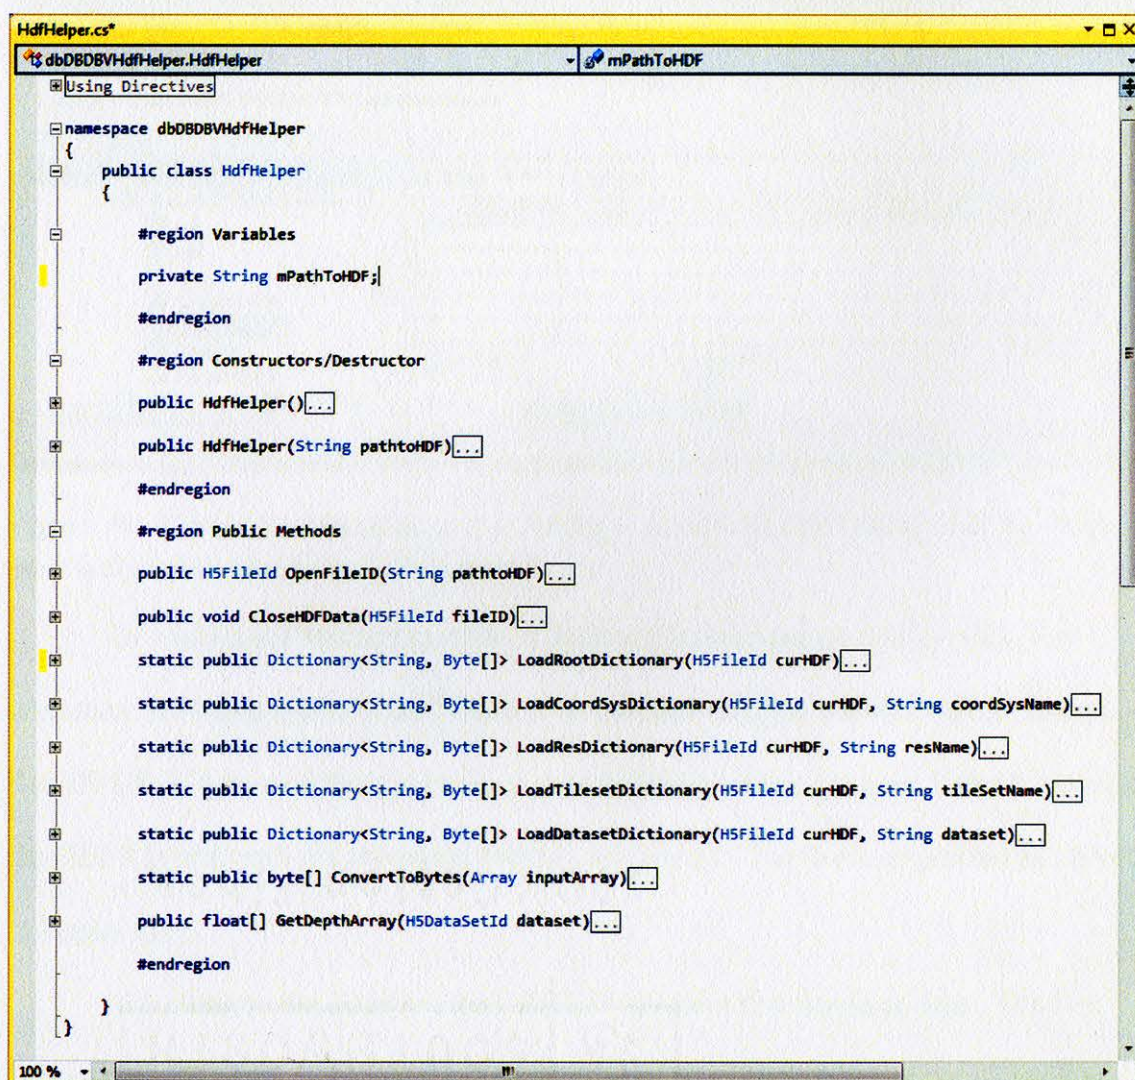 HdfHelper.cs*
dbDBDBVHdfHelper.HdfHelper mPathToHDF
Using Directives
namespace dbDBDBVHdfHelper
{
public class HdfHelper
{
#region Variables
private String mPathToHDF;
#endregion
#region Constructors/Destructor
public HdfHelper()...
public HdfHelper(String pathtoHDF)...
#endregion
#region Public Methods
public H5FileId OpenFileID(String pathtoHDF)...
public void CloseHDFData(H5FileId fileID)...
static public Dictionary<String, Byte[]> LoadRootDictionary(H5FileId curHDF)...
static public Dictionary<String, Byte[]> LoadCoordSysDictionary(H5FileId curHDF, String coordSysName)...
static public Dictionary<String, Byte[]> LoadResDictionary(H5FileId curHDF, String resName)...
static public Dictionary<String, Byte[]> LoadTilesetDictionary(H5FileId curHDF, String tileSetName)...
static public Dictionary<String, Byte[]> LoadDatasetDictionary(H5FileId curHDF, String dataset)...
static public byte[] ConvertToBytes(Array inputArray)...
public float[] GetDepthArray(H5DataSetId dataset)...
#endregion
}
}
100 %